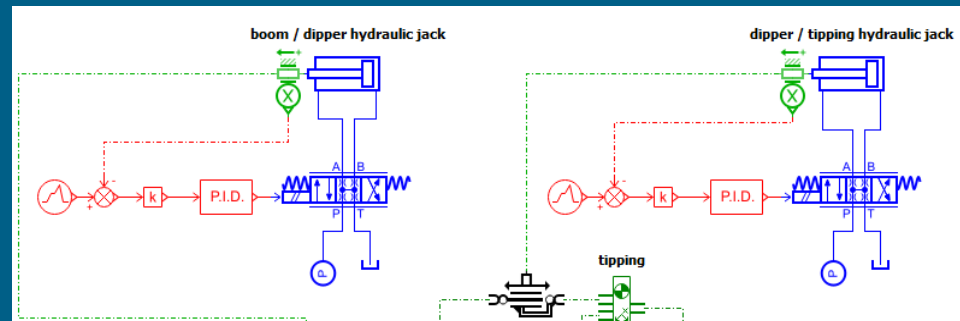 boom / dipper hydraulic jack
dipper / tipping hydraulic jack
+
+
X
X
A B
A B
-
-
k
P.I.D.
k
P.I.D.
+
+
P T
P T
P
P
tipping